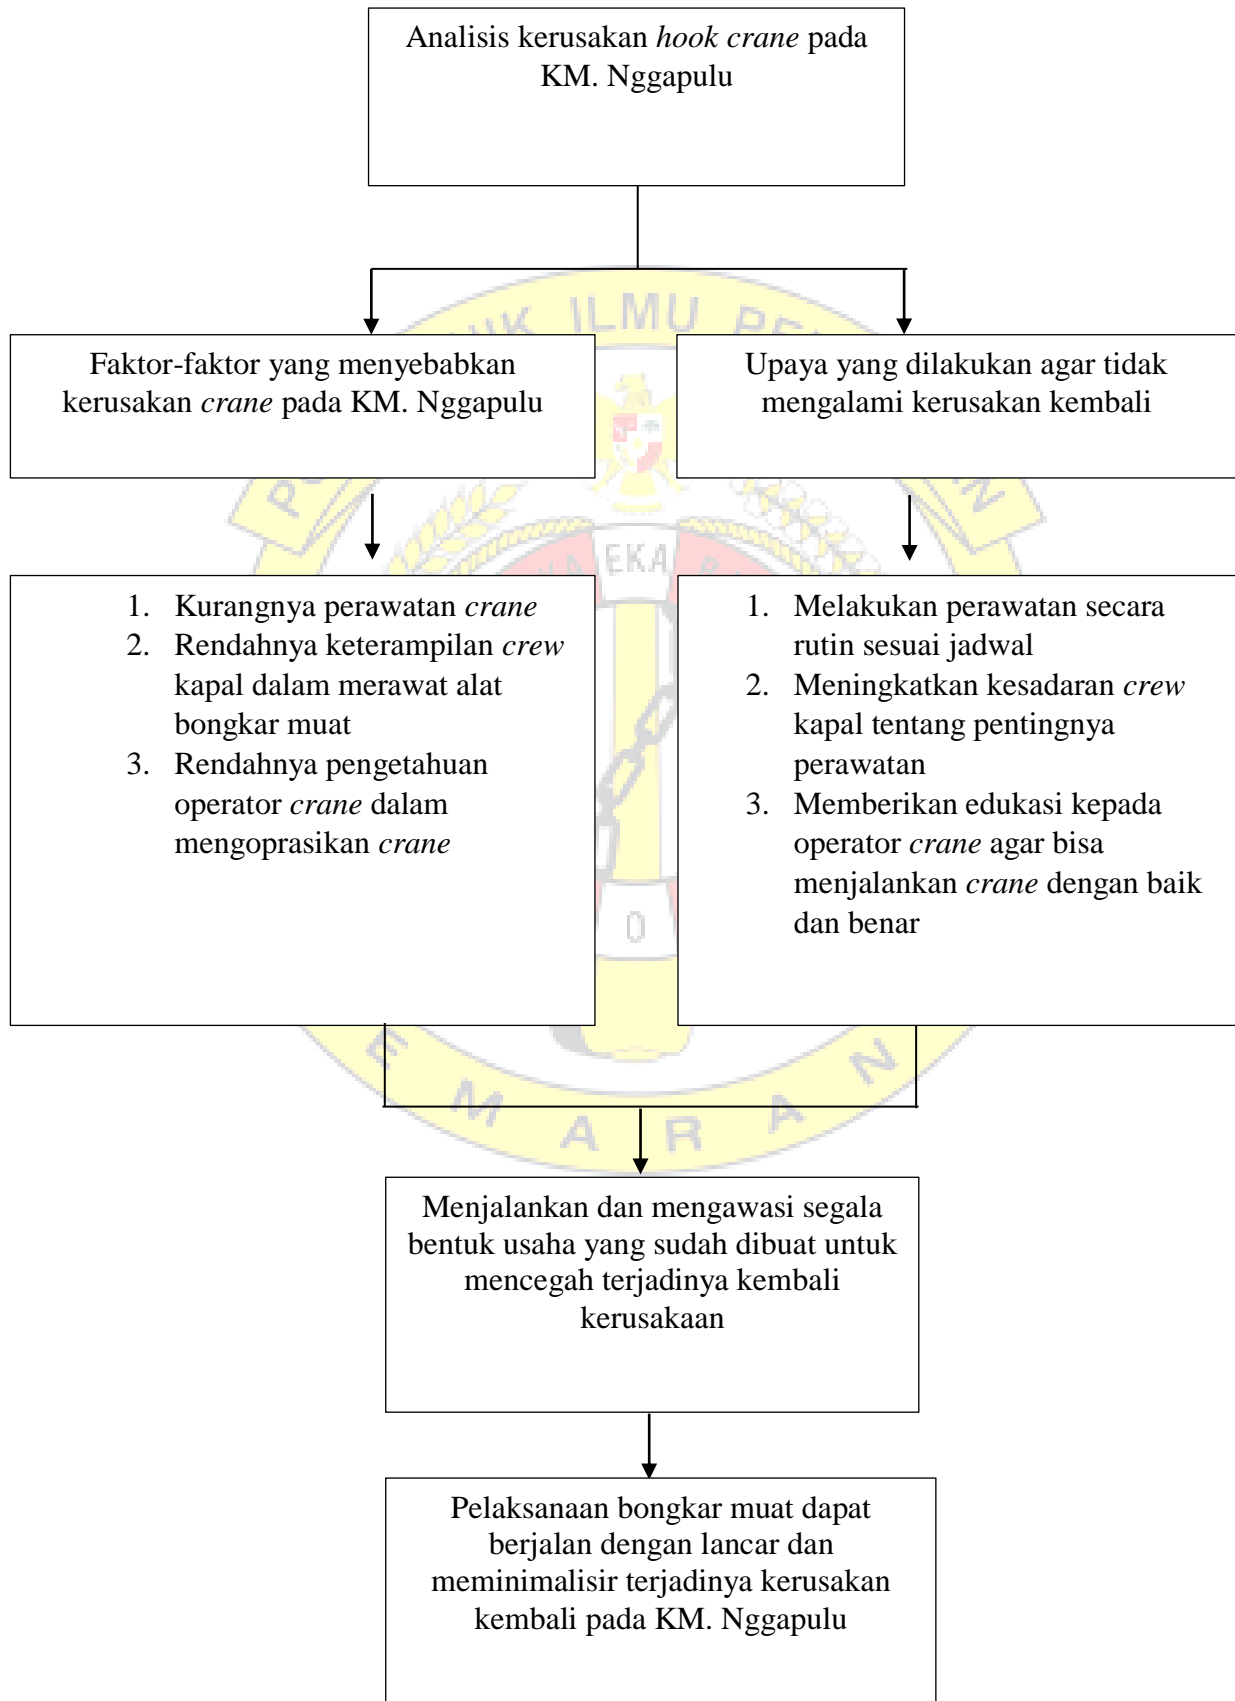 Analisis kerusakan hook crane pada
KM. Nggapulu
NIK ILMU PE
Faktor-faktor yang menyebabkan
kerusakan crane pada KM. Nggapulu
Upaya yang dilakukan agar tidak
mengalami kerusakan kembali
EKA
1. Kurangnya perawatan crane
2. Rendahnya keterampilan crew
kapal dalam merawat alat
bongkar muat
3. Rendahnya pengetahuan
operator crane dalam
mengoprasikan crane
1. Melakukan perawatan secara
rutin sesuai jadwal
2. Meningkatkan kesadaran crew
kapal tentang pentingnya
perawatan
3. Memberikan edukasi kepada
operator crane agar bisa
menjalankan crane dengan baik
dan benar
E M A R A N
Menjalankan dan mengawasi segala
bentuk usaha yang sudah dibuat untuk
mencegah terjadinya kembali
kerusakaan
Pelaksanaan bongkar muat dapat
berjalan dengan lancar dan
meminimalisir terjadinya kerusakan
kembali pada KM. Nggapulu